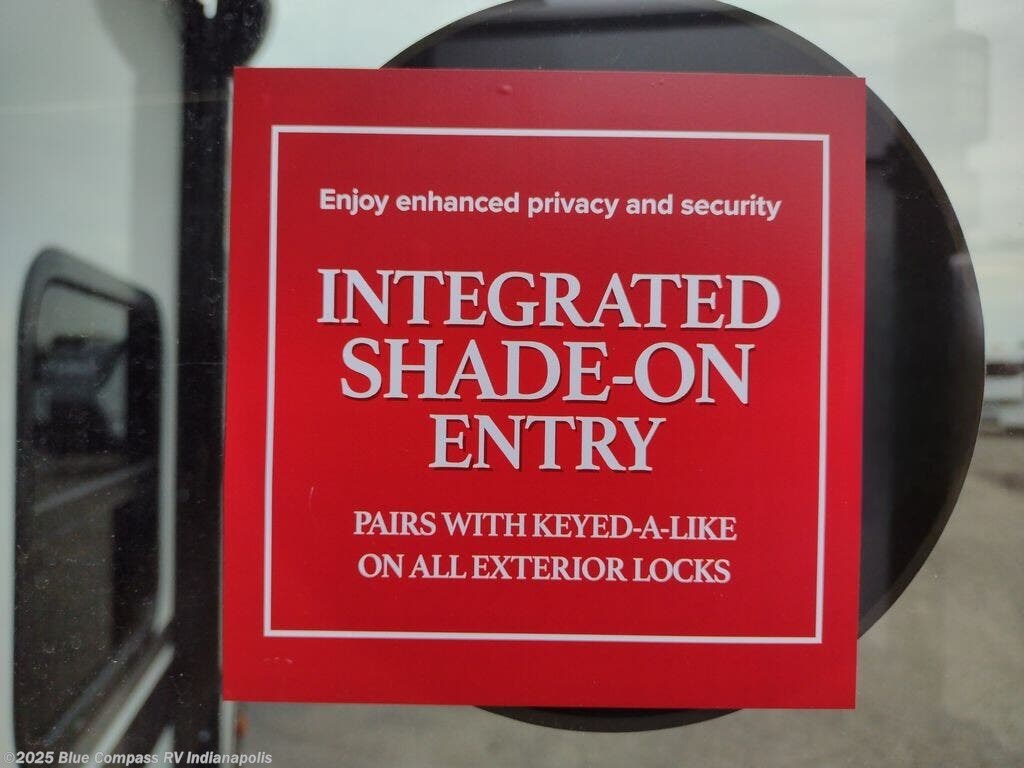 Enjoy enhanced privacy and security
INTEGRATED
SHADE-ON
ENTRY
PAIRS WITH KEYED-A-LIKE
ON ALL EXTERIOR LOCKS
©2025 Blue Compass RV Indianapolis